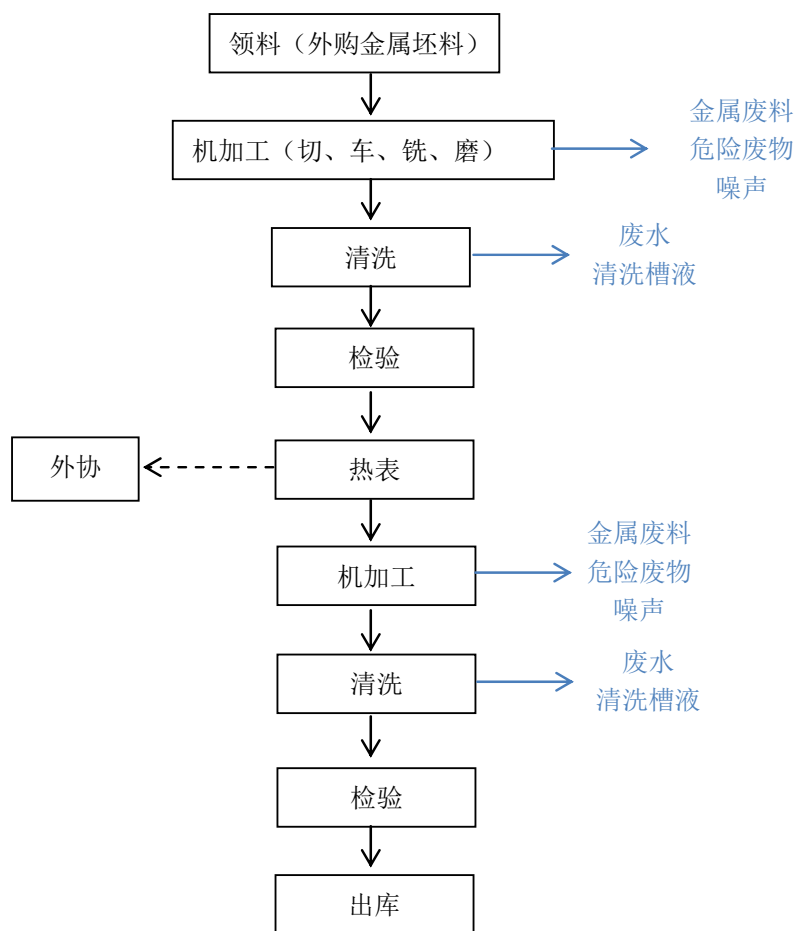 领料（外购金属坯料）
机加工（切、车、铣、磨）
金属废料
危险废物
噪声
清洗
废水
清洗槽液
检验
外协
热表
机加工
金属废料
危险废物
噪声
清洗
废水
清洗槽液
检验
出库